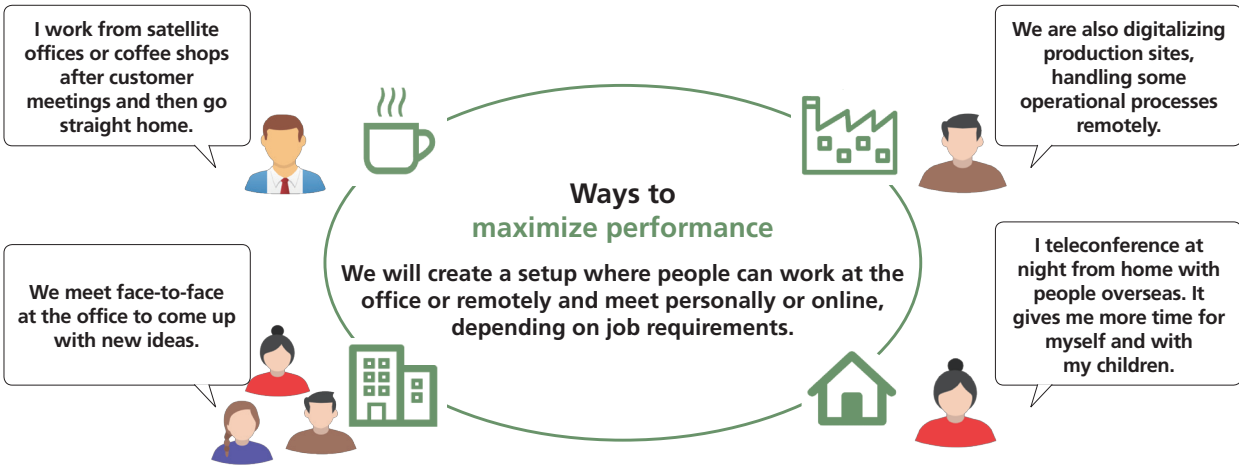 I work from satellite
offices or coffee shops
after customer
meetings and then go
straight home.
We are also digitalizing
production sites,
handling some
operational processes
remotely.
Ways to
maximize performance
We will create a setup where people can work at the
office or remotely and meet personally or online,
depending on job requirements.
We meet face-to-face
at the office to come up
with new ideas.
I teleconference at
night from home with
people overseas. It
gives me more time for
myself and with
my children.